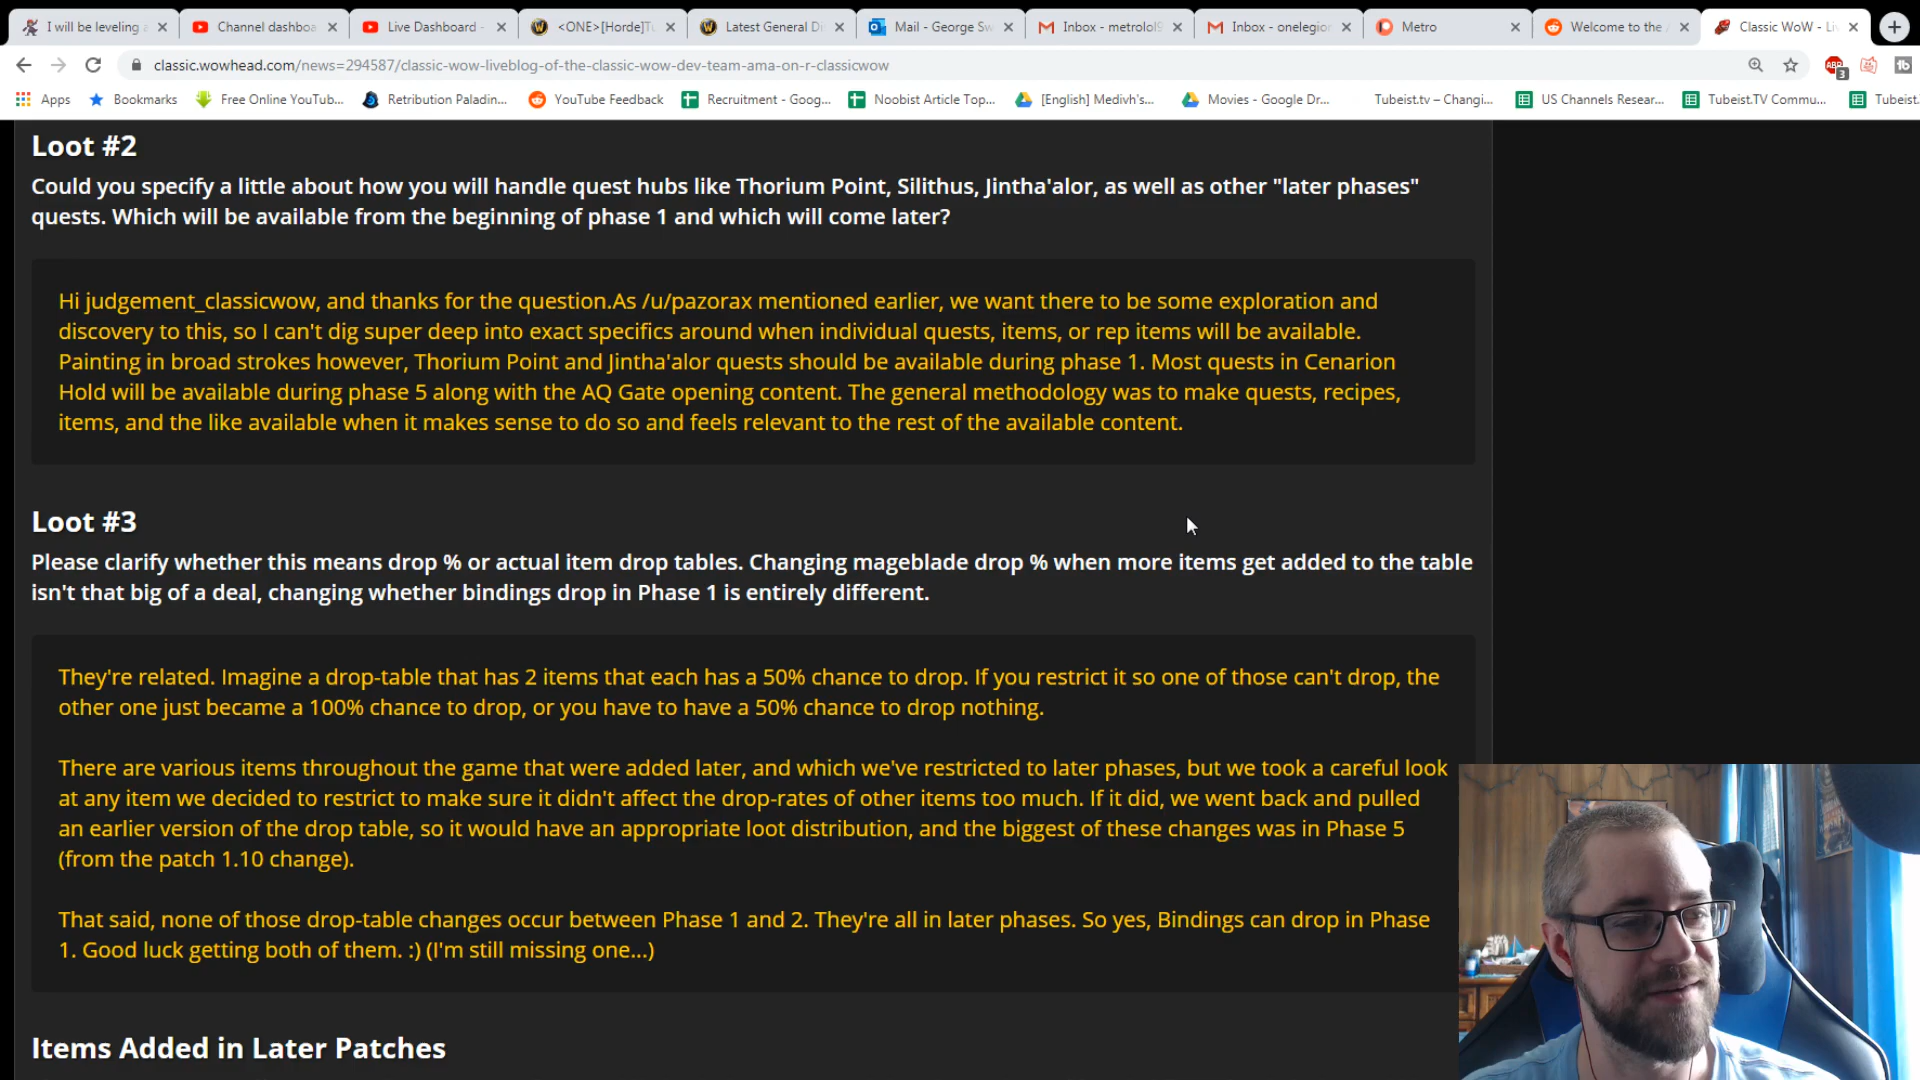 I will be leveling
Channel dashboa
Live Dashboard -
<ONE>[Horde]Tu
Latest General Di
Mail - George Sw
Inbox - metrolol9
Inbox - onelegion
Metro
Welcome to the A
Classic WoW - Li
classic.wowhead.com/news=294587/classic-wow-liveblog-of-the-classic-wow-dev-team-ama-on-r-classicwow
ABP
3
tb
Apps
Bookmarks
Free Online YouTub...
Retribution Paladin...
YouTube Feedback
Recruitment - Goog...
Noobist Article Top...
[English] Medivh's...
Movies - Google Dr...
Tubeist.tv – Changi...
US Channels Resear...
Tubeist.TV Commu...
Tubeist.
Loot #2
Could you specify a little about how you will handle quest hubs like Thorium Point, Silithus, Jintha'alor, as well as other "later phases"
quests. Which will be available from the beginning of phase 1 and which will come later?
Hi judgement_classicwow, and thanks for the question.As /u/pazorax mentioned earlier, we want there to be some exploration and
discovery to this, so I can't dig super deep into exact specifics around when individual quests, items, or rep items will be available.
Painting in broad strokes however, Thorium Point and Jintha'alor quests should be available during phase 1. Most quests in Cenarion
Hold will be available during phase 5 along with the AQ Gate opening content. The general methodology was to make quests, recipes,
items, and the like available when it makes sense to do so and feels relevant to the rest of the available content.
Loot #3
Please clarify whether this means drop % or actual item drop tables. Changing mageblade drop % when more items get added to the table
isn't that big of a deal, changing whether bindings drop in Phase 1 is entirely different.
They're related. Imagine a drop-table that has 2 items that each has a 50% chance to drop. If you restrict it so one of those can't drop, the
other one just became a 100% chance to drop, or you have to have a 50% chance to drop nothing.
There are various items throughout the game that were added later, and which we've restricted to later phases, but we took a careful look
at any item we decided to restrict to make sure it didn't affect the drop-rates of other items too much. If it did, we went back and pulled
an earlier version of the drop table, so it would have an appropriate loot distribution, and the biggest of these changes was in Phase 5
(from the patch 1.10 change).
That said, none of those drop-table changes occur between Phase 1 and 2. They're all in later phases. So yes, Bindings can drop in Phase
1. Good luck getting both of them. :) (I'm still missing one...)
Items Added in Later Patches